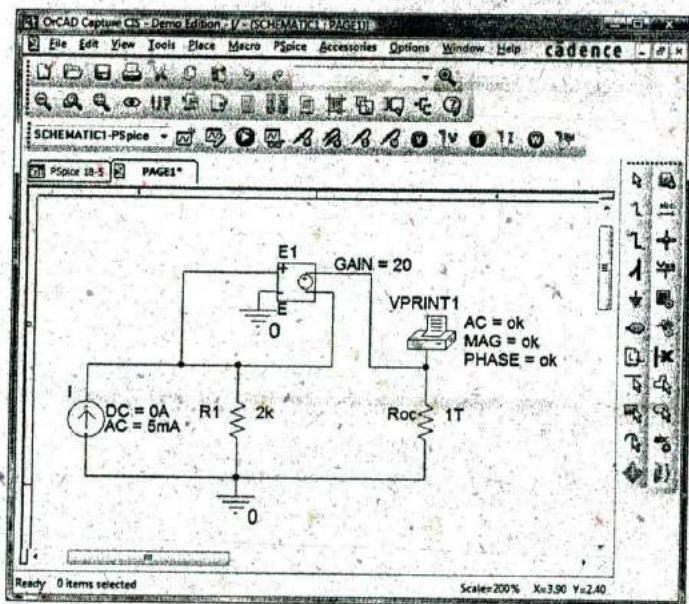 OrCAD Capture CIS - Demo Edition - [/ - (SCHEMATIC1 : PAGE1)]
File Edit View Tools Place Macro PSpice Accessories Options Window Help cādence
SCHEMATIC1-PSpice
PSpice 18-5 PAGE1*
E1
GAIN = 20
E
0
VPRINT1
AC = ok
MAG = ok
PHASE = ok
I
DC = 0A
AC = 5mA
R1 2k
Roc 1T
0
Ready 0 items selected Scale=200% X=3.90 Y=2.40